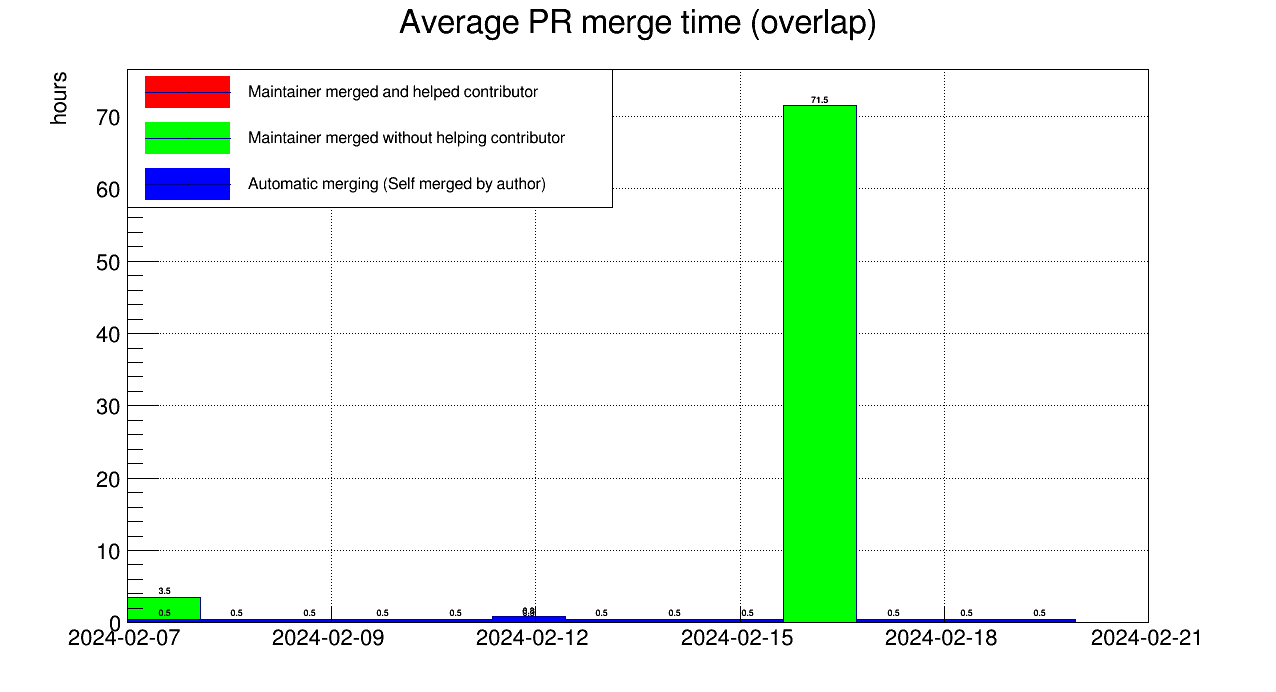 Average PR merge time (overlap)
hours
Maintainer merged and helped contributor
Maintainer merged without helping contributor
Automatic merging (Self merged by author)
70
60
50
40
30
20
10
0
71.5
3.5
0.5 0.5 0.5 0.5 0.5 0.5 0.5 0.5 0.5 0.5 0.5
2024-02-07 2024-02-09 2024-02-12 2024-02-15 2024-02-18 2024-02-21